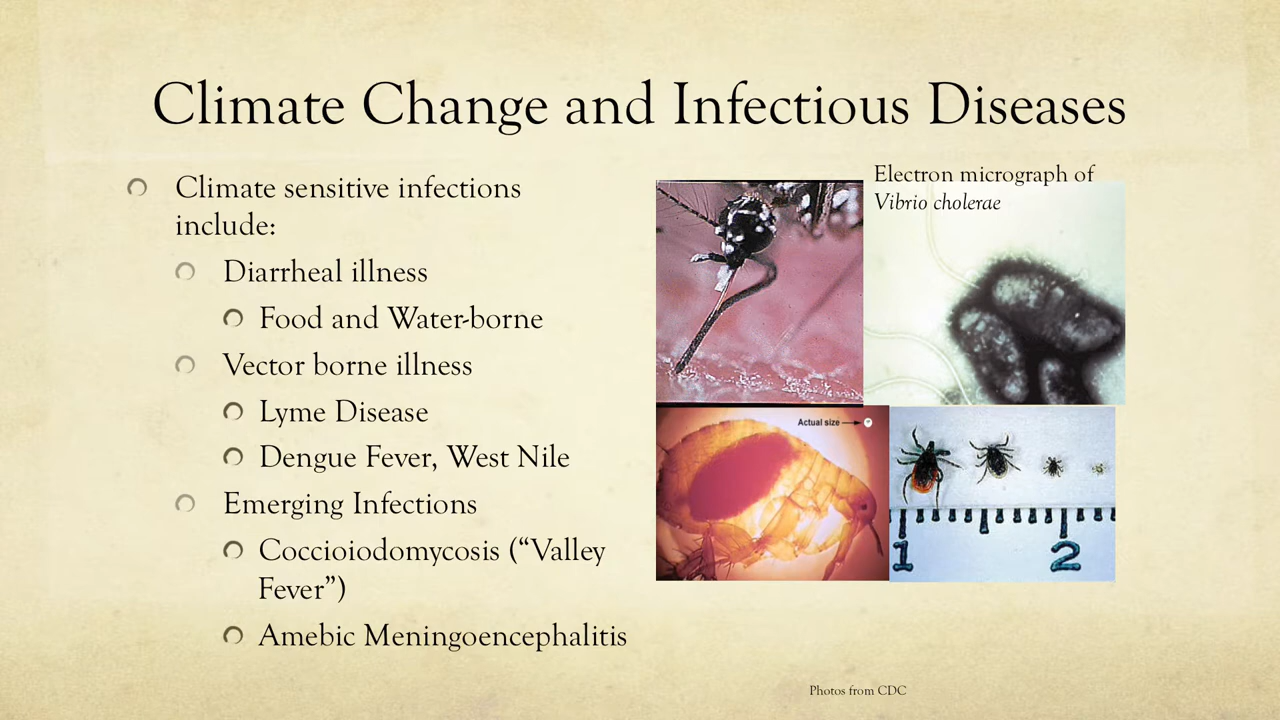 Climate Change and Infectious Diseases
Climate sensitive infections
include:
Diarrheal illness
Food and Water-borne
Vector borne illness
Lyme Disease
Dengue Fever, West Nile
Emerging Infections
Coccioiodomycosis (“Valley
Fever”)
Amebic Meningoencephalitis
Electron micrograph of
Vibrio cholerae
Actual size
1 2
Photos from CDC